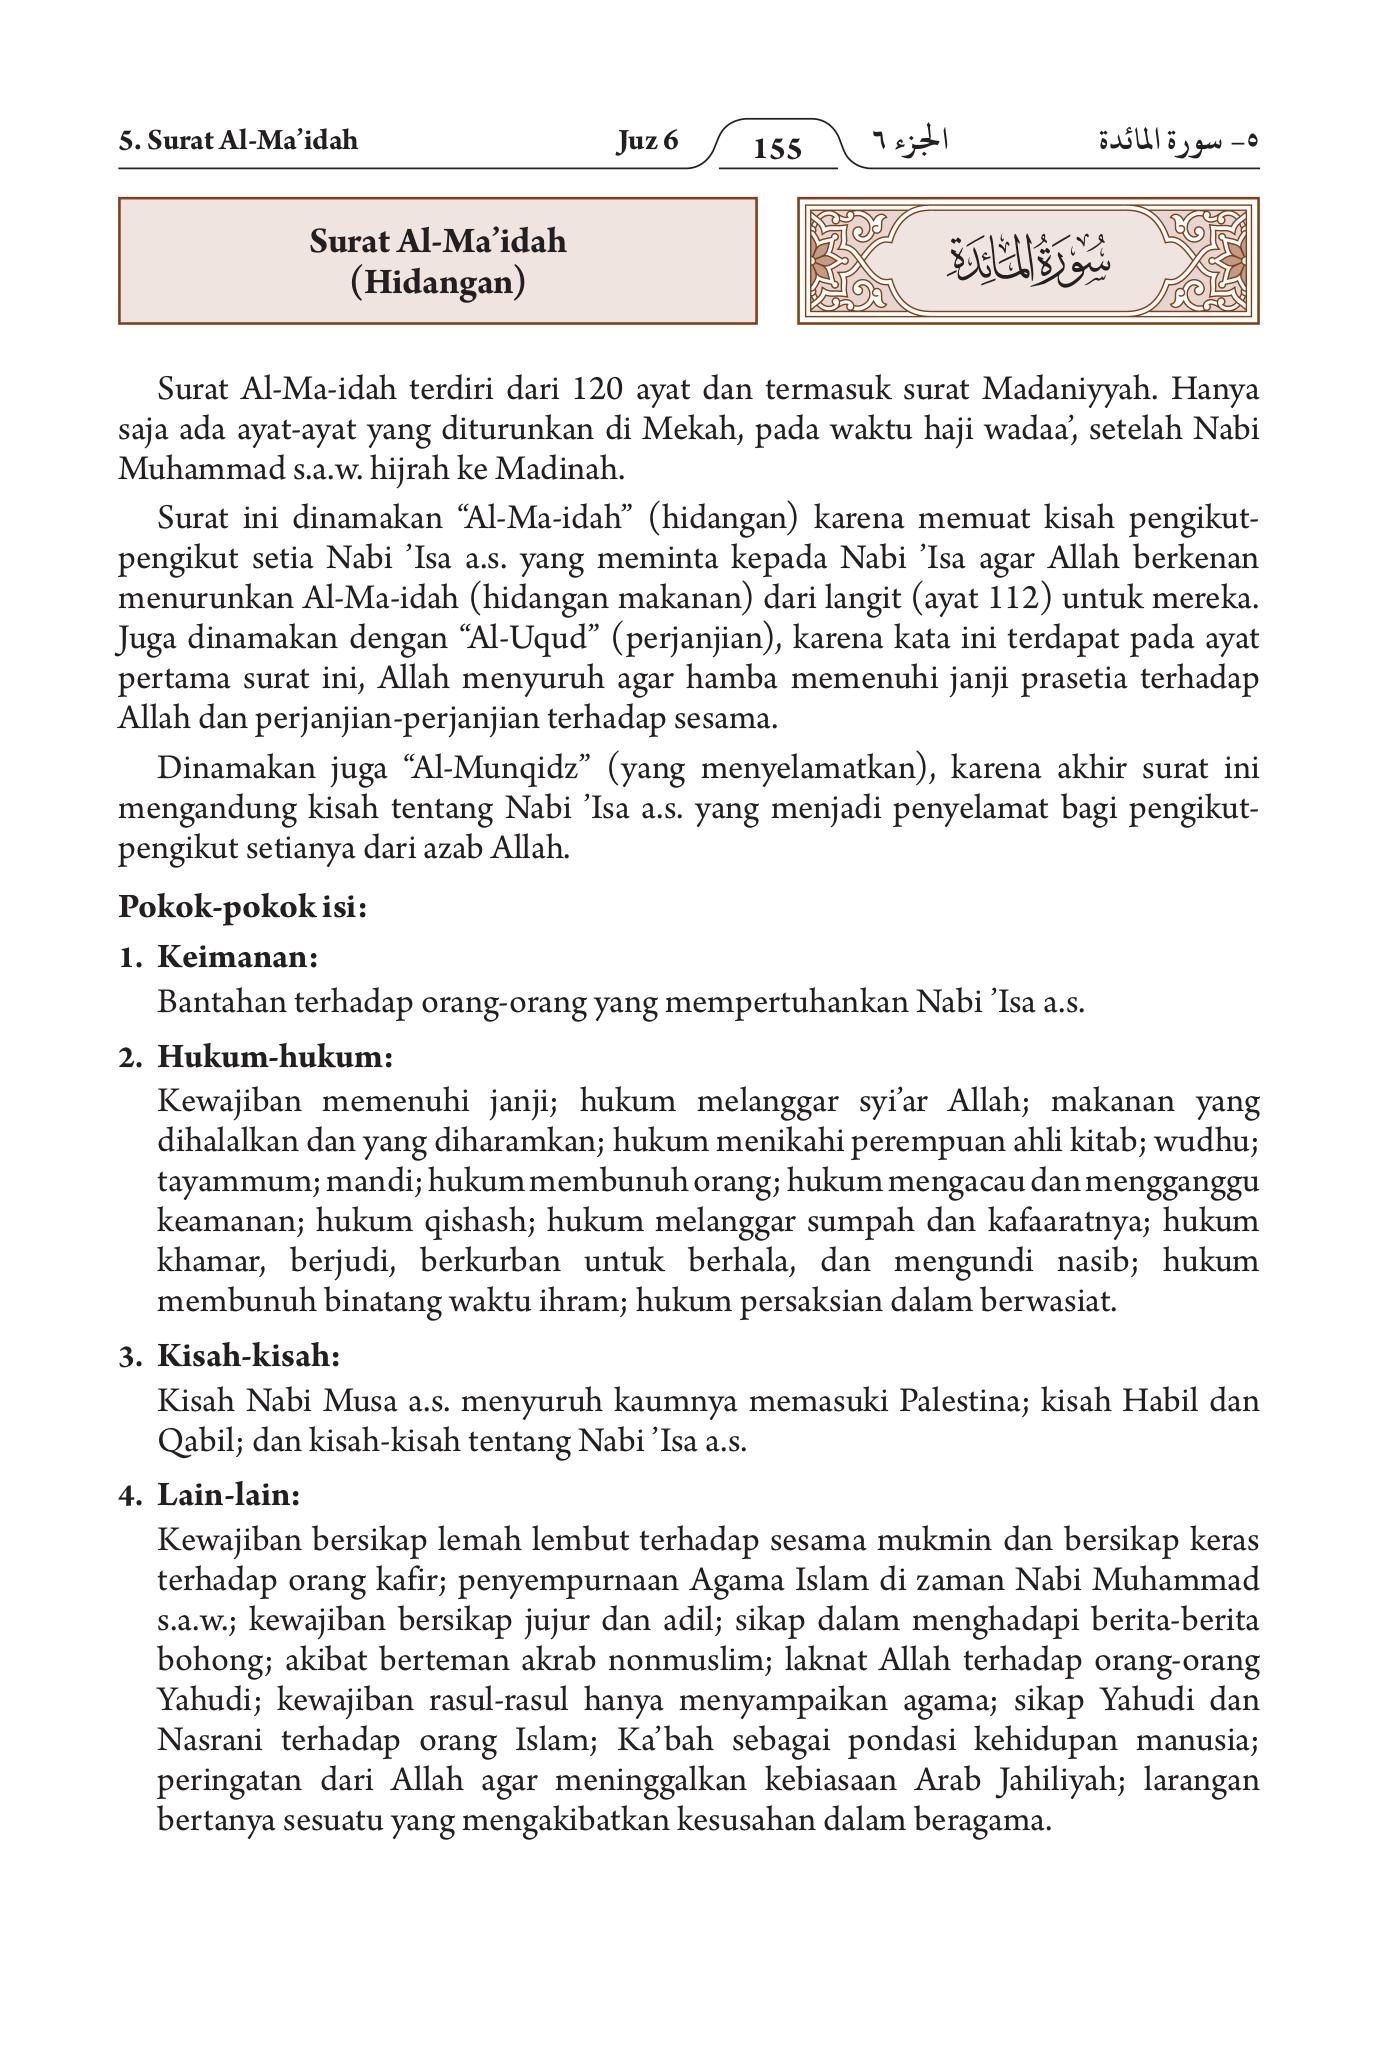 5. Surat Al-Ma’idah
Juz 6
155
الجزء ٦
٥- سورة المائدة
Surat Al-Ma’idah
(Hidangan)
سُورَةُ المَائِدَةِ
Surat Al-Ma-idah terdiri dari 120 ayat dan termasuk surat Madaniyyah. Hanya
saja ada ayat-ayat yang diturunkan di Mekah, pada waktu haji wadaa’, setelah Nabi
Muhammad s.a.w. hijrah ke Madinah.
Surat ini dinamakan “Al-Ma-idah” (hidangan) karena memuat kisah pengikut-
pengikut setia Nabi ’Isa a.s. yang meminta kepada Nabi ’Isa agar Allah berkenan
menurunkan Al-Ma-idah (hidangan makanan) dari langit (ayat 112) untuk mereka.
Juga dinamakan dengan “Al-Uqud” (perjanjian), karena kata ini terdapat pada ayat
pertama surat ini, Allah menyuruh agar hamba memenuhi janji prasetia terhadap
Allah dan perjanjian-perjanjian terhadap sesama.
Dinamakan juga “Al-Munqidz” (yang menyelamatkan), karena akhir surat ini
mengandung kisah tentang Nabi ’Isa a.s. yang menjadi penyelamat bagi pengikut-
pengikut setianya dari azab Allah.
Pokok-pokok isi:
1. Keimanan:
Bantahan terhadap orang-orang yang mempertuhankan Nabi ’Isa a.s.
2. Hukum-hukum:
Kewajiban memenuhi janji; hukum melanggar syi’ar Allah; makanan yang
dihalalkan dan yang diharamkan; hukum menikahi perempuan ahli kitab; wudhu;
tayammum; mandi; hukum membunuh orang; hukum mengacau dan mengganggu
keamanan; hukum qishash; hukum melanggar sumpah dan kafaaratnya; hukum
khamar, berjudi, berkurban untuk berhala, dan mengundi nasib; hukum
membunuh binatang waktu ihram; hukum persaksian dalam berwasiat.
3. Kisah-kisah:
Kisah Nabi Musa a.s. menyuruh kaumnya memasuki Palestina; kisah Habil dan
Qabil; dan kisah-kisah tentang Nabi ’Isa a.s.
4. Lain-lain:
Kewajiban bersikap lemah lembut terhadap sesama mukmin dan bersikap keras
terhadap orang kafir; penyempurnaan Agama Islam di zaman Nabi Muhammad
s.a.w.; kewajiban bersikap jujur dan adil; sikap dalam menghadapi berita-berita
bohong; akibat berteman akrab nonmuslim; laknat Allah terhadap orang-orang
Yahudi; kewajiban rasul-rasul hanya menyampaikan agama; sikap Yahudi dan
Nasrani terhadap orang Islam; Ka’bah sebagai pondasi kehidupan manusia;
peringatan dari Allah agar meninggalkan kebiasaan Arab Jahiliyah; larangan
bertanya sesuatu yang mengakibatkan kesusahan dalam beragama.